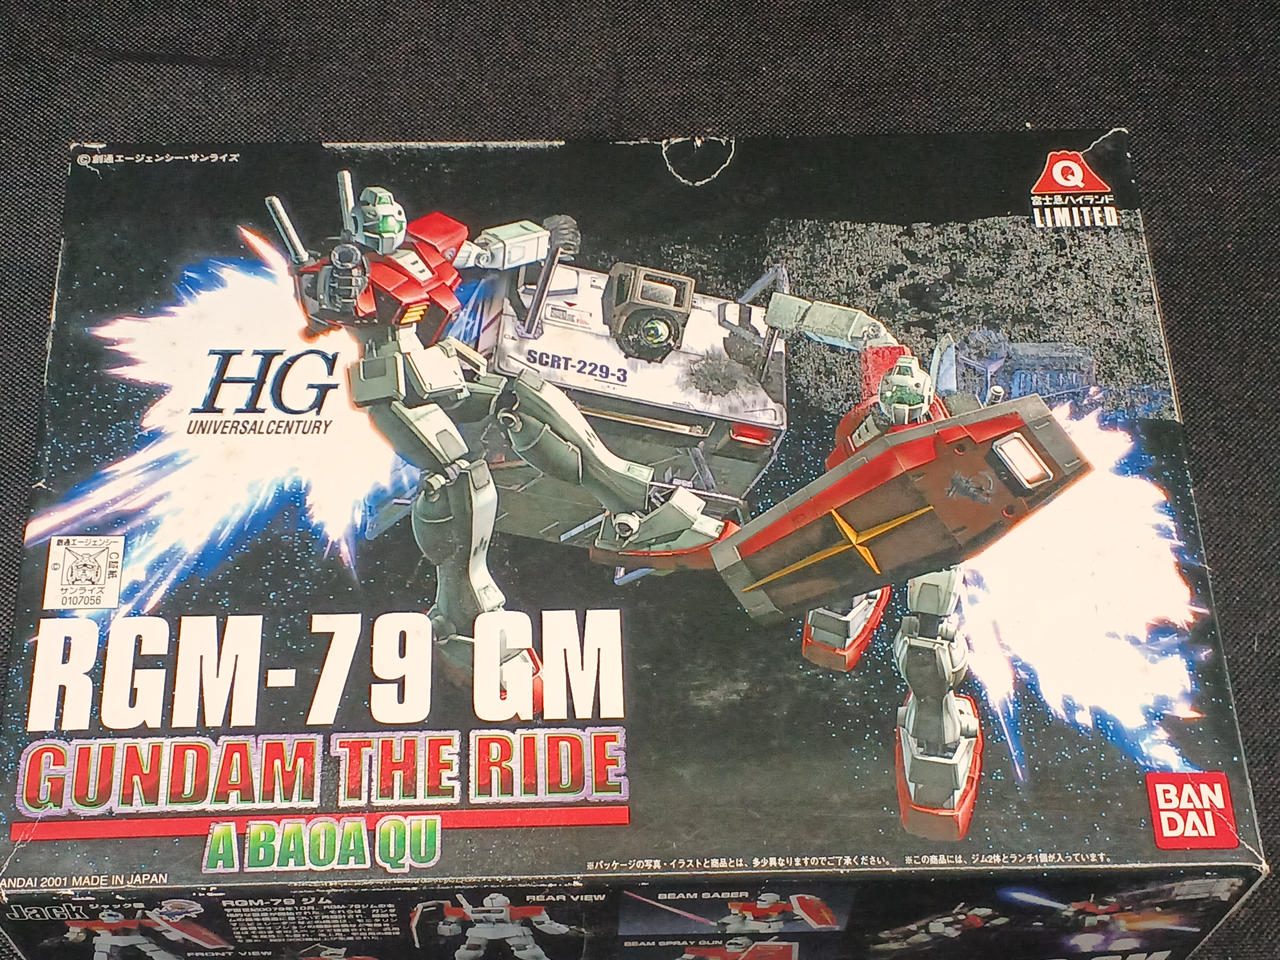 ©創通エージェンシー・サンライズ
Q
富士急ハイランド
LIMITED
SCRT-229-3
HG
UNIVERSAL CENTURY
創通エージェンシー
©
証紙
サンライズ
0107056
RGM-79 GM
GUNDAM THE RIDE
A BAOA QU
BAN
DAI
※パッケージの写真・イラストと商品とは、多少異なりますのでご了承ください。 ※この商品には、ジム2体とランチ1個が入っています。
ANDAI 2001 MADE IN JAPAN
Jack
RGM-79 ジム
REAR VIEW
BEAM SABER
FRONT VIEW
BEAM SPRAY GUN